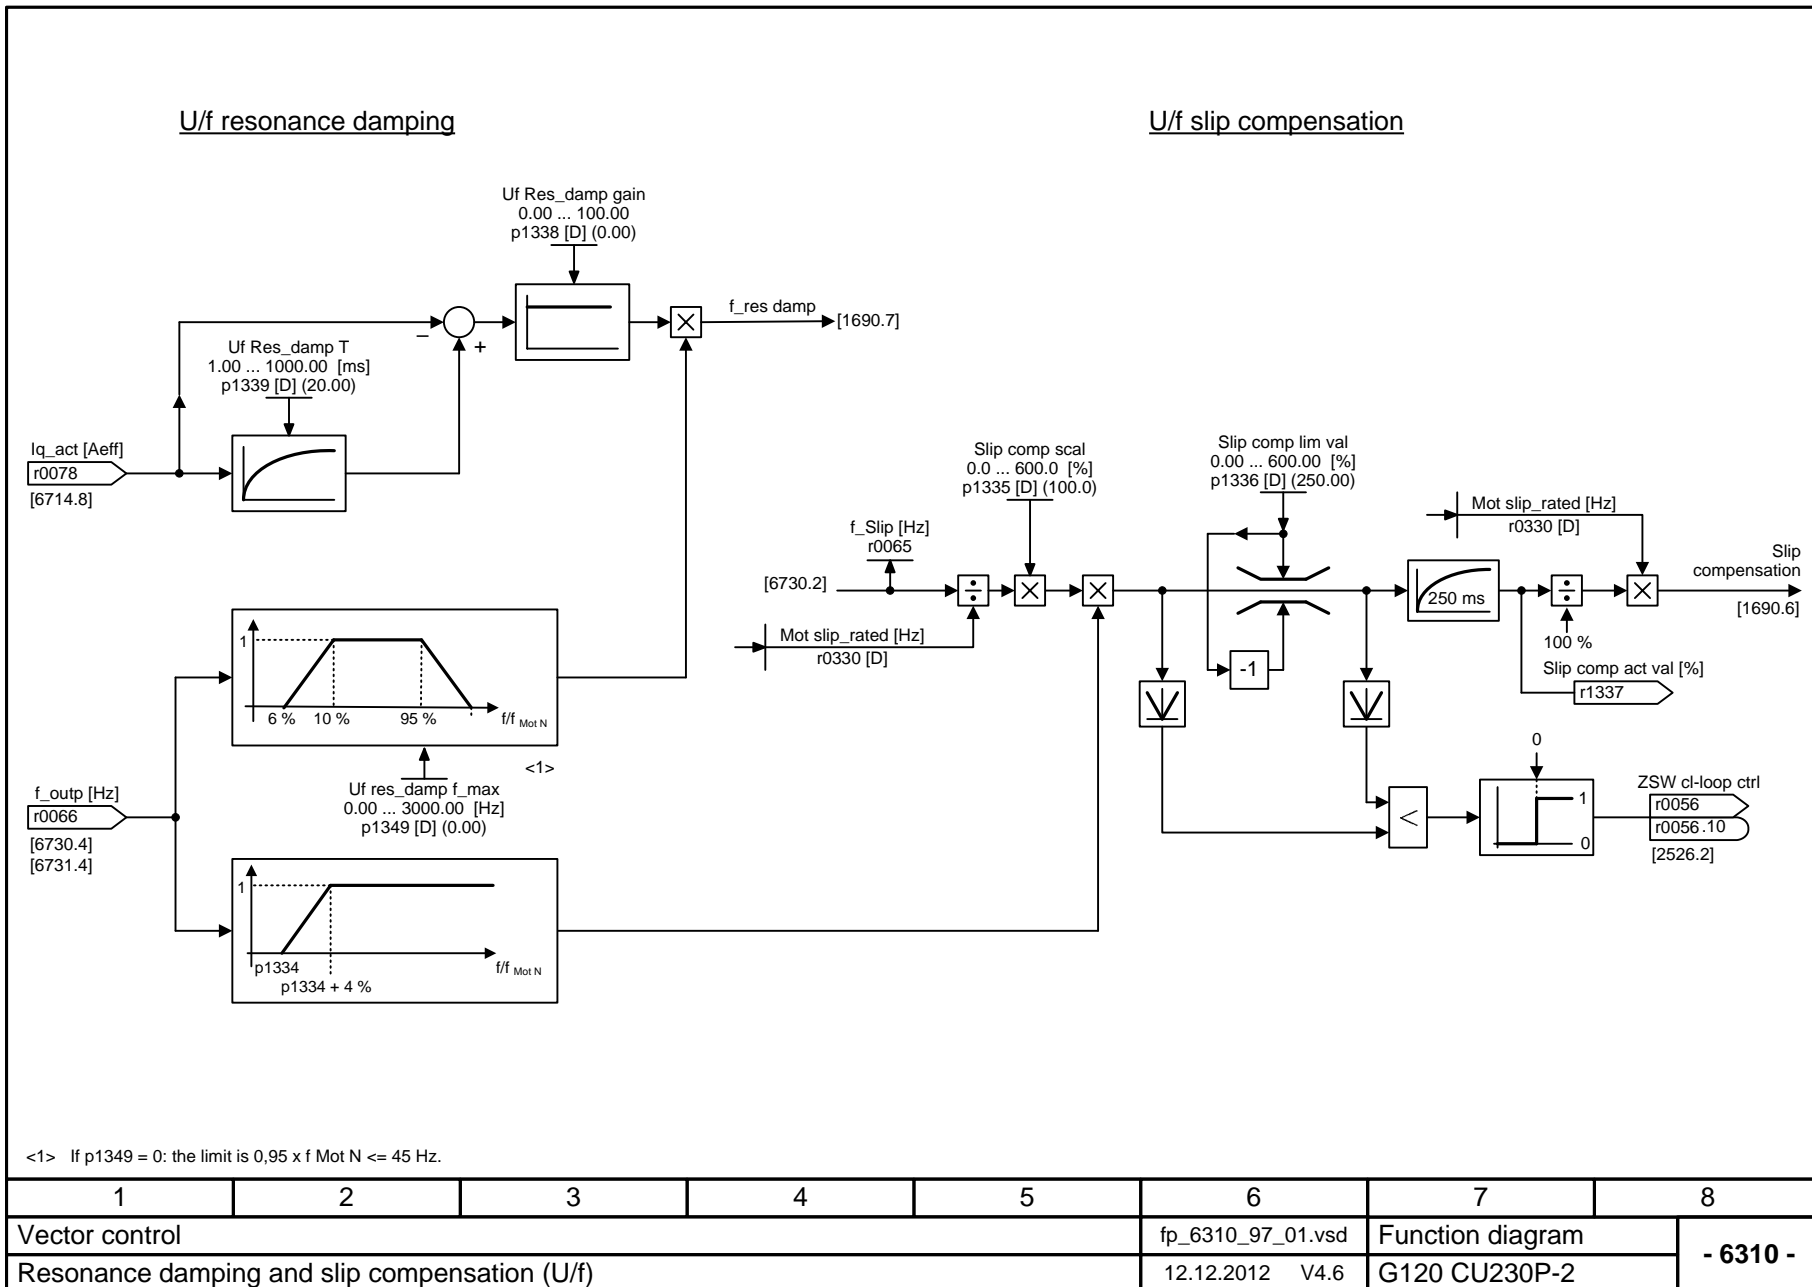 U/f resonance damping
U/f slip compensation
Uf Res_damp gain
0.00 ... 100.00
p1338 [D] (0.00)
f_res damp
[1690.7]
–
+
Uf Res_damp T
1.00 ... 1000.00 [ms]
p1339 [D] (20.00)
Iq_act [Aeff]
r0078
[6714.8]
Slip comp scal
0.0 ... 600.0 [%]
p1335 [D] (100.0)
Slip comp lim val
0.00 ... 600.00 [%]
p1336 [D] (250.00)
Mot slip_rated [Hz]
r0330 [D]
f_Slip [Hz]
r0065
[6730.2]
Slip
compensation
[1690.6]
250 ms
100 %
Mot slip_rated [Hz]
r0330 [D]
-1
Slip comp act val [%]
r1337
1
6 %
10 %
95 %
f/f Mot N
<1>
Uf res_damp f_max
0.00 ... 3000.00 [Hz]
p1349 [D] (0.00)
f_outp [Hz]
r0066
[6730.4]
[6731.4]
0
1
0
<
ZSW cl-loop ctrl
r0056
r0056.10
[2526.2]
1
p1334
p1334 + 4 %
f/f Mot N
<1> If p1349 = 0: the limit is 0,95 x f Mot N <= 45 Hz.
1 2 3 4 5 6 7 8
Vector control
fp_6310_97_01.vsd
Function diagram
- 6310 -
Resonance damping and slip compensation (U/f)
12.12.2012 V4.6
G120 CU230P-2